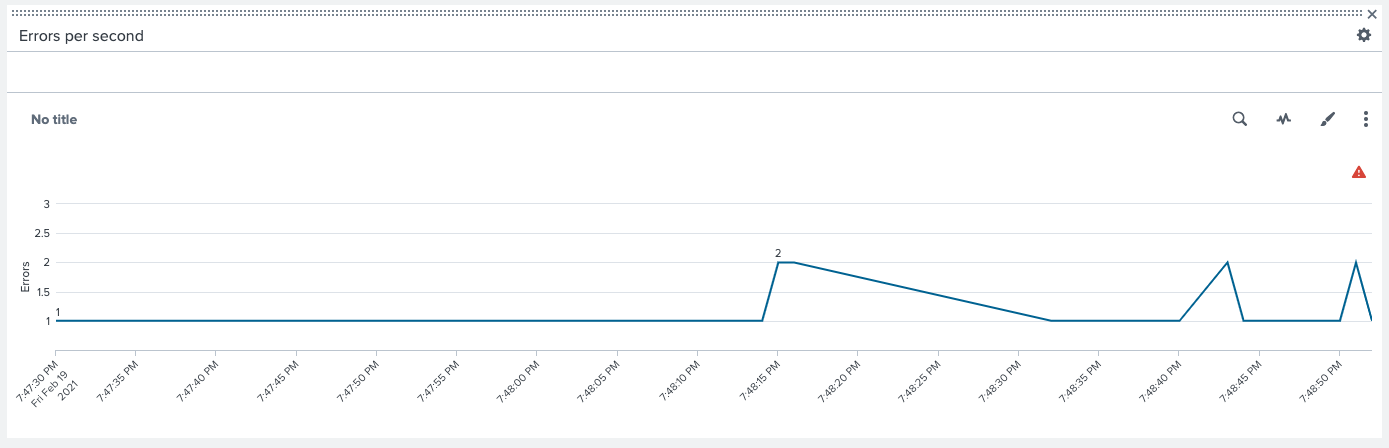 Errors per second
No title
3
2.5
2
2
Errors
1.5
1
1
7:47:30 PM
Fri Feb 19
2021
7:47:35 PM
7:47:40 PM
7:47:45 PM
7:47:50 PM
7:47:55 PM
7:48:00 PM
7:48:05 PM
7:48:10 PM
7:48:15 PM
7:48:20 PM
7:48:25 PM
7:48:30 PM
7:48:35 PM
7:48:40 PM
7:48:45 PM
7:48:50 PM